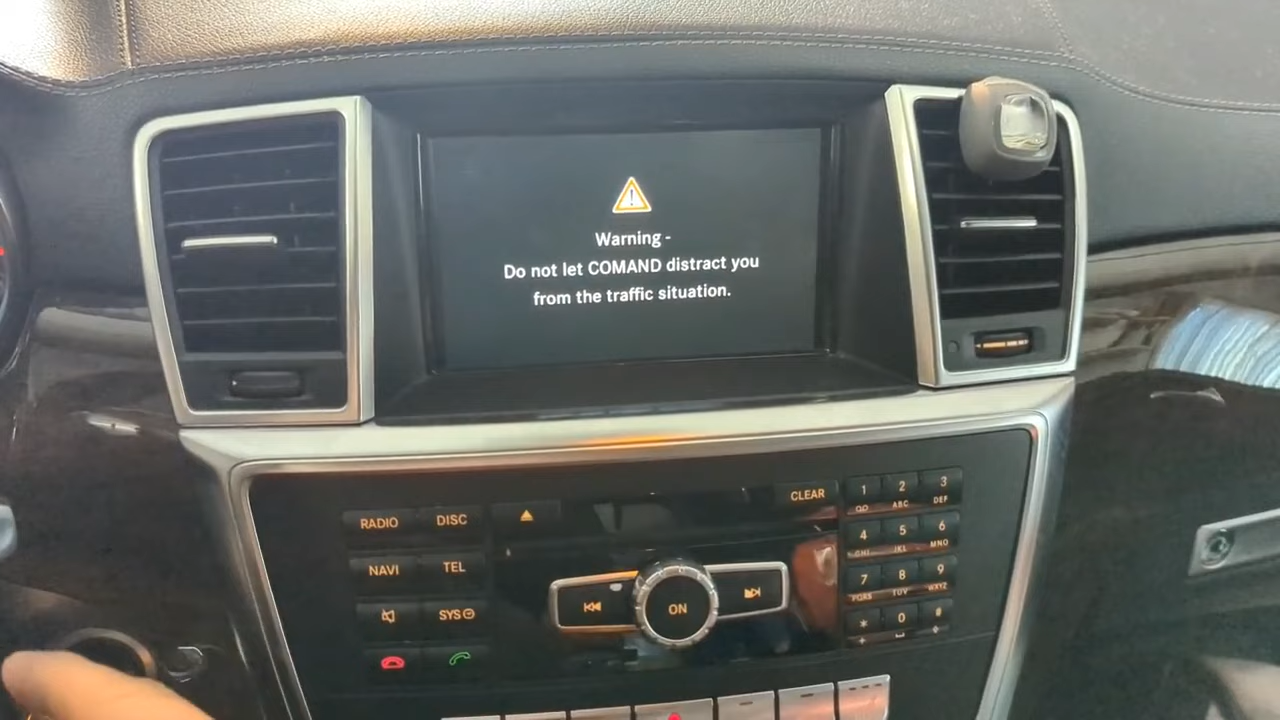 Warning -
Do not let COMAND distract you
from the traffic situation.
RADIO
DISC
CLEAR
1
2
ABC
3
DEF
NAVI
TEL
4
GHI
5
JKL
6
MNO
SYS
ON
7
PQRS
8
TUV
9
WXYZ
*
0
#